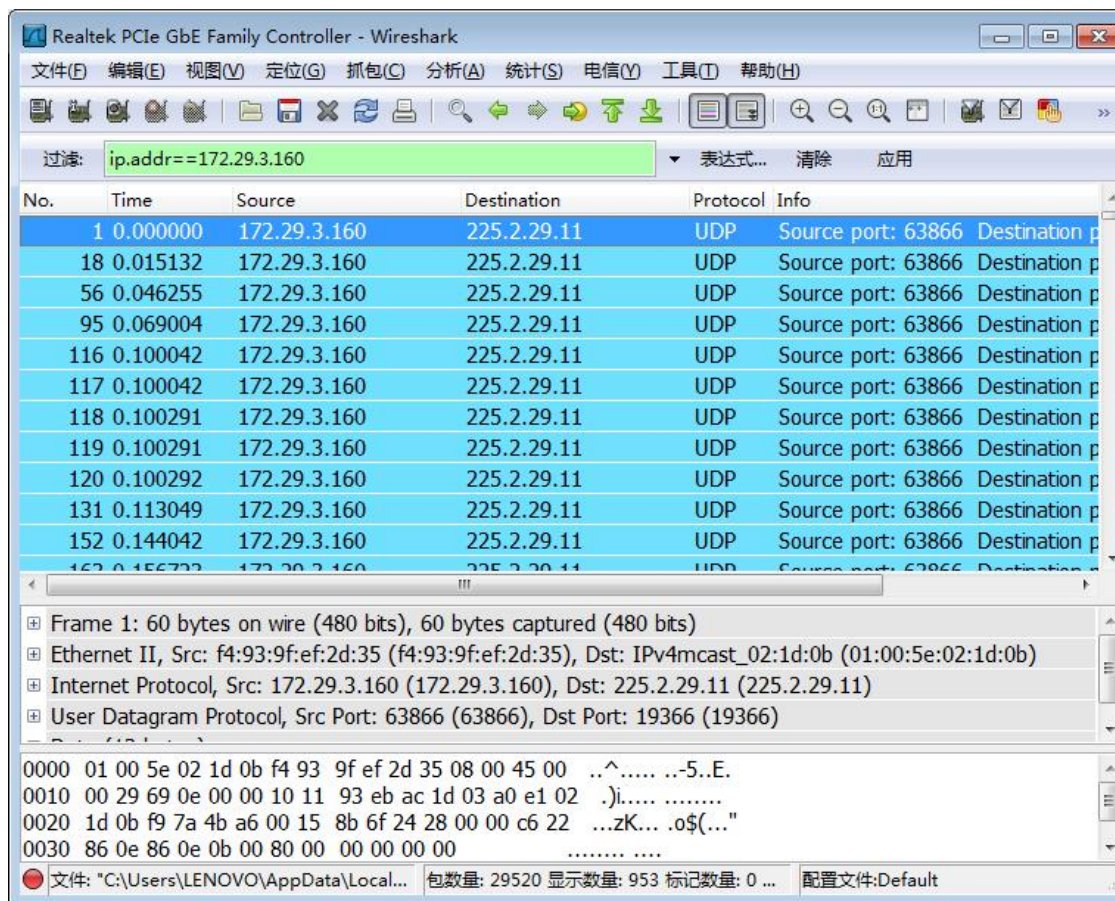 Realtek PCIe GbE Family Controller - Wireshark
文件(F) 编辑(E) 视图(V) 定位(G) 抓包(C) 分析(A) 统计(S) 电信(Y) 工具(T) 帮助(H)
过滤: ip.addr==172.29.3.160 表达式... 清除 应用
No. Time Source Destination Protocol Info
1 0.000000 172.29.3.160 225.2.29.11 UDP Source port: 63866 Destination p
18 0.015132 172.29.3.160 225.2.29.11 UDP Source port: 63866 Destination p
56 0.046255 172.29.3.160 225.2.29.11 UDP Source port: 63866 Destination p
95 0.069004 172.29.3.160 225.2.29.11 UDP Source port: 63866 Destination p
116 0.100042 172.29.3.160 225.2.29.11 UDP Source port: 63866 Destination p
117 0.100042 172.29.3.160 225.2.29.11 UDP Source port: 63866 Destination p
118 0.100291 172.29.3.160 225.2.29.11 UDP Source port: 63866 Destination p
119 0.100291 172.29.3.160 225.2.29.11 UDP Source port: 63866 Destination p
120 0.100292 172.29.3.160 225.2.29.11 UDP Source port: 63866 Destination p
131 0.113049 172.29.3.160 225.2.29.11 UDP Source port: 63866 Destination p
152 0.144042 172.29.3.160 225.2.29.11 UDP Source port: 63866 Destination p
172.29.3.160 225.2.29.11 UDP Source port: 63866 Destination p
Frame 1: 60 bytes on wire (480 bits), 60 bytes captured (480 bits)
Ethernet II, Src: f4:93:9f:ef:2d:35 (f4:93:9f:ef:2d:35), Dst: IPv4mcast_02:1d:0b (01:00:5e:02:1d:0b)
Internet Protocol, Src: 172.29.3.160 (172.29.3.160), Dst: 225.2.29.11 (225.2.29.11)
User Datagram Protocol, Src Port: 63866 (63866), Dst Port: 19366 (19366)
0000 01 00 5e 02 1d 0b f4 93 9f ef 2d 35 08 00 45 00 ..^..... ..-5..E.
0010 00 29 69 0e 00 00 10 11 93 eb ac 1d 03 a0 e1 02 .)i..... ........
0020 1d 0b f9 7a 4b a6 00 15 8b 6f 24 28 00 00 c6 22 ...zK... .o$(..."
0030 86 0e 86 0e 0b 00 80 00 00 00 00 00 ........ ....
文件: "C:\Users\LENOVO\AppData\Local... 包数量: 29520 显示数量: 953 标记数量: 0 ... 配置文件:Default